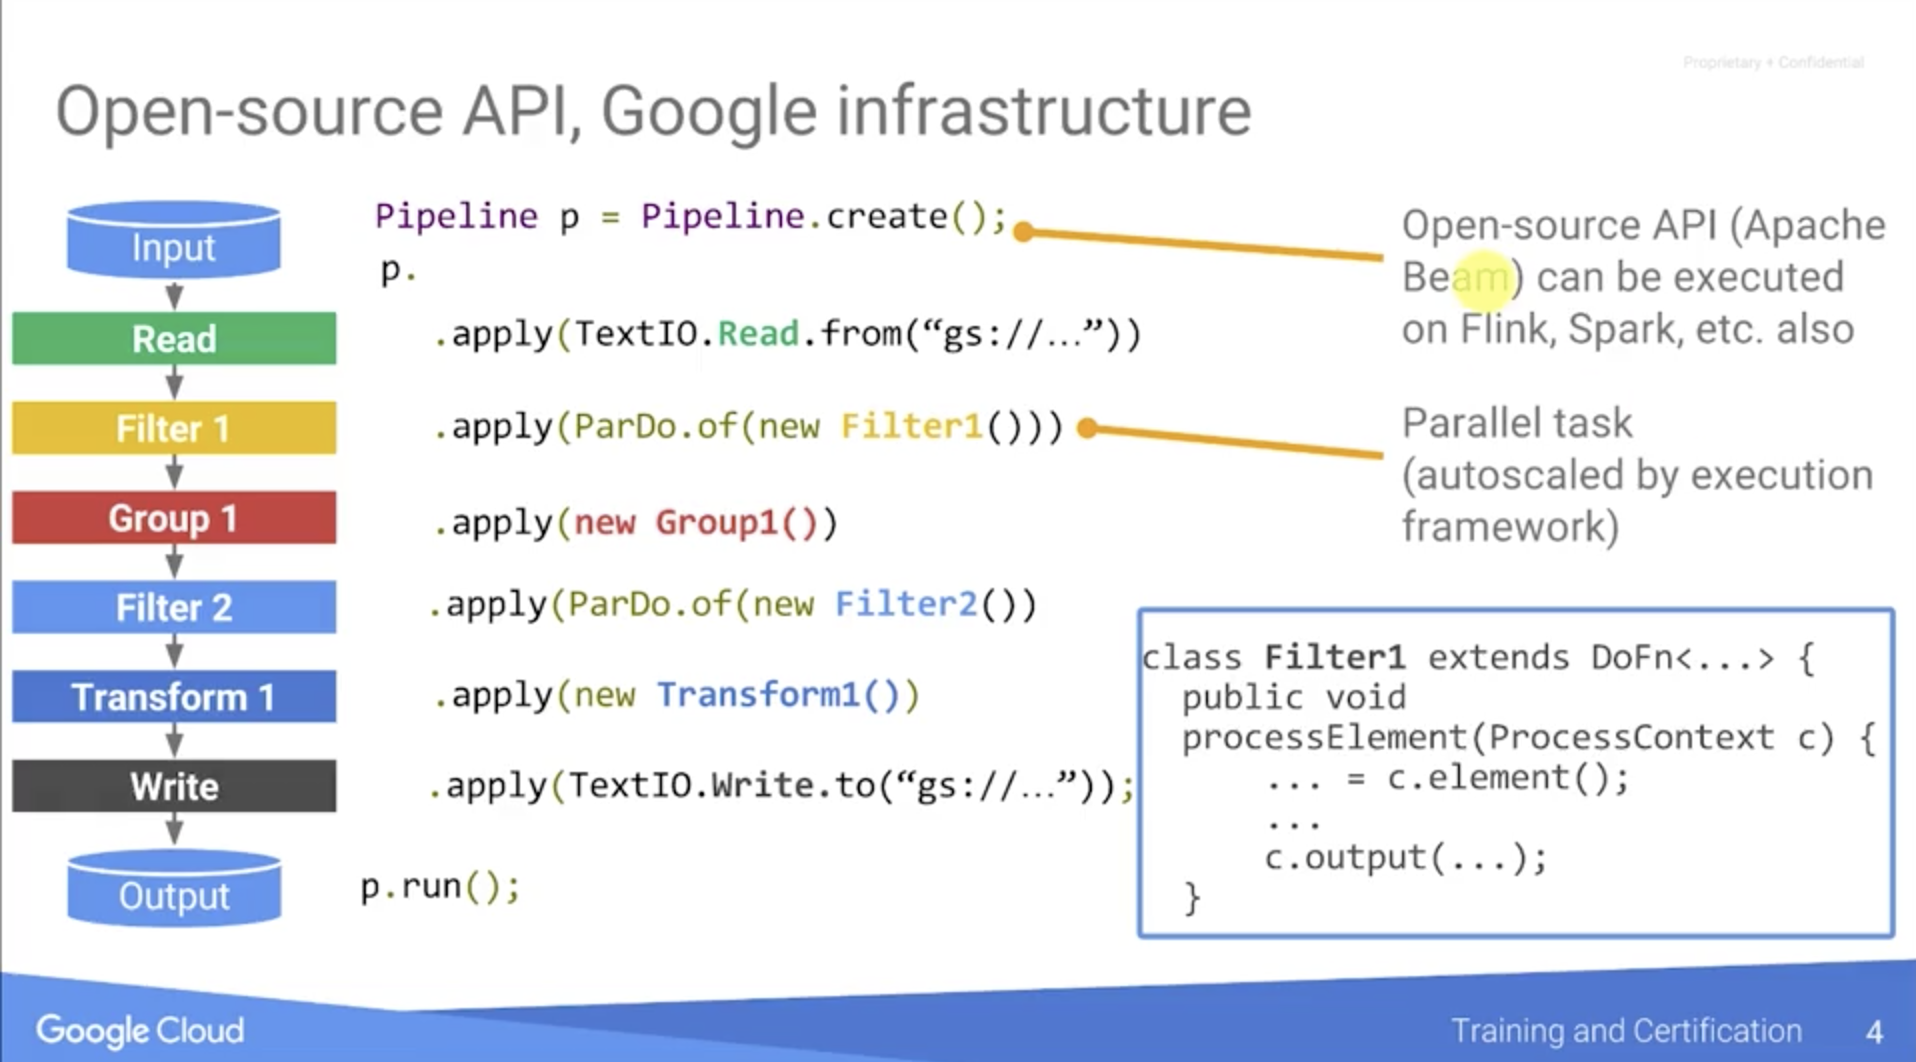 Proprietary + Confidential
Open-source API, Google infrastructure
Input
Read
Filter 1
Group 1
Filter 2
Transform 1
Write
Output
Pipeline p = Pipeline.create();
p.
.apply(TextIO.Read.from(“gs://…”))
.apply(ParDo.of(new Filter1()))
.apply(new Group1())
.apply(ParDo.of(new Filter2())
.apply(new Transform1())
.apply(TextIO.Write.to(“gs://…”));
p.run();
Open-source API (Apache
Beam) can be executed
on Flink, Spark, etc. also
Parallel task
(autoscaled by execution
framework)
class Filter1 extends DoFn<...> {
public void
processElement(ProcessContext c) {
... = c.element();
...
c.output(...);
}
Google Cloud
Training and Certification
4